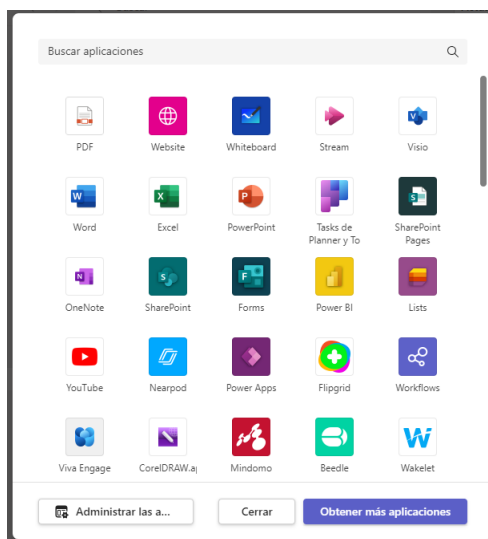 Buscar aplicaciones
PDF
Website
Whiteboard
Stream
Visio
Word
Excel
PowerPoint
Tasks de
Planner y To
SharePoint
Pages
OneNote
SharePoint
Forms
Power BI
Lists
YouTube
Nearpod
Power Apps
Flipgrid
Workflows
Viva Engage
CorelDRAW.a
Mindomo
Beedle
Wakelet
Administrar las a...
Cerrar
Obtener más aplicaciones